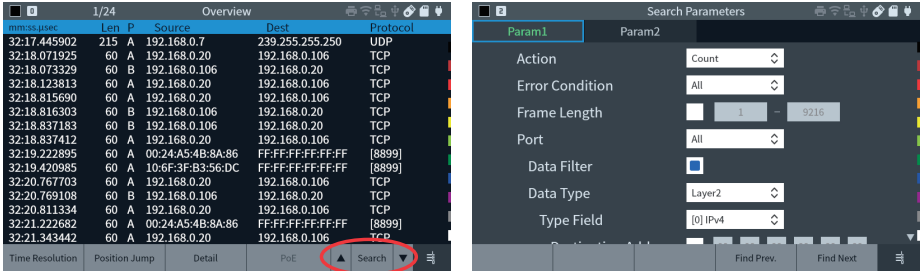 0 1/24 Overview
mm:ss.usec Len P Source Dest Protocol
32:17.445902 215 A 192.168.0.7 239.255.255.250 UDP
32:18.071925 60 A 192.168.0.20 192.168.0.106 TCP
32:18.073329 60 B 192.168.0.106 192.168.0.20 TCP
32:18.123813 60 A 192.168.0.20 192.168.0.106 TCP
32:18.815690 60 A 192.168.0.20 192.168.0.106 TCP
32:18.816303 60 B 192.168.0.106 192.168.0.20 TCP
32:18.837183 60 B 192.168.0.106 192.168.0.20 TCP
32:18.837412 60 A 192.168.0.20 192.168.0.106 TCP
32:19.222895 60 A 00:24:A5:4B:8A:86 FF:FF:FF:FF:FF:FF [8899]
32:19.420985 60 A 10:6F:3F:B3:56:DC FF:FF:FF:FF:FF:FF [8899]
32:20.767703 60 A 192.168.0.20 192.168.0.106 TCP
32:20.769108 60 B 192.168.0.106 192.168.0.20 TCP
32:20.811334 60 A 192.168.0.20 192.168.0.106 TCP
32:21.222682 60 A 00:24:A5:4B:8A:86 FF:FF:FF:FF:FF:FF [8899]
32:21.343442 60 A 192.168.0.20 192.168.0.106 TCP
Time Resolution Position Jump Detail PoE ▲ Search ▼
2 Search Parameters
Param1 Param2
Action Count
Error Condition All
Frame Length 1 – 9216
Port All
Data Filter
Data Type Layer2
Type Field [0] IPv4
Find Prev. Find Next